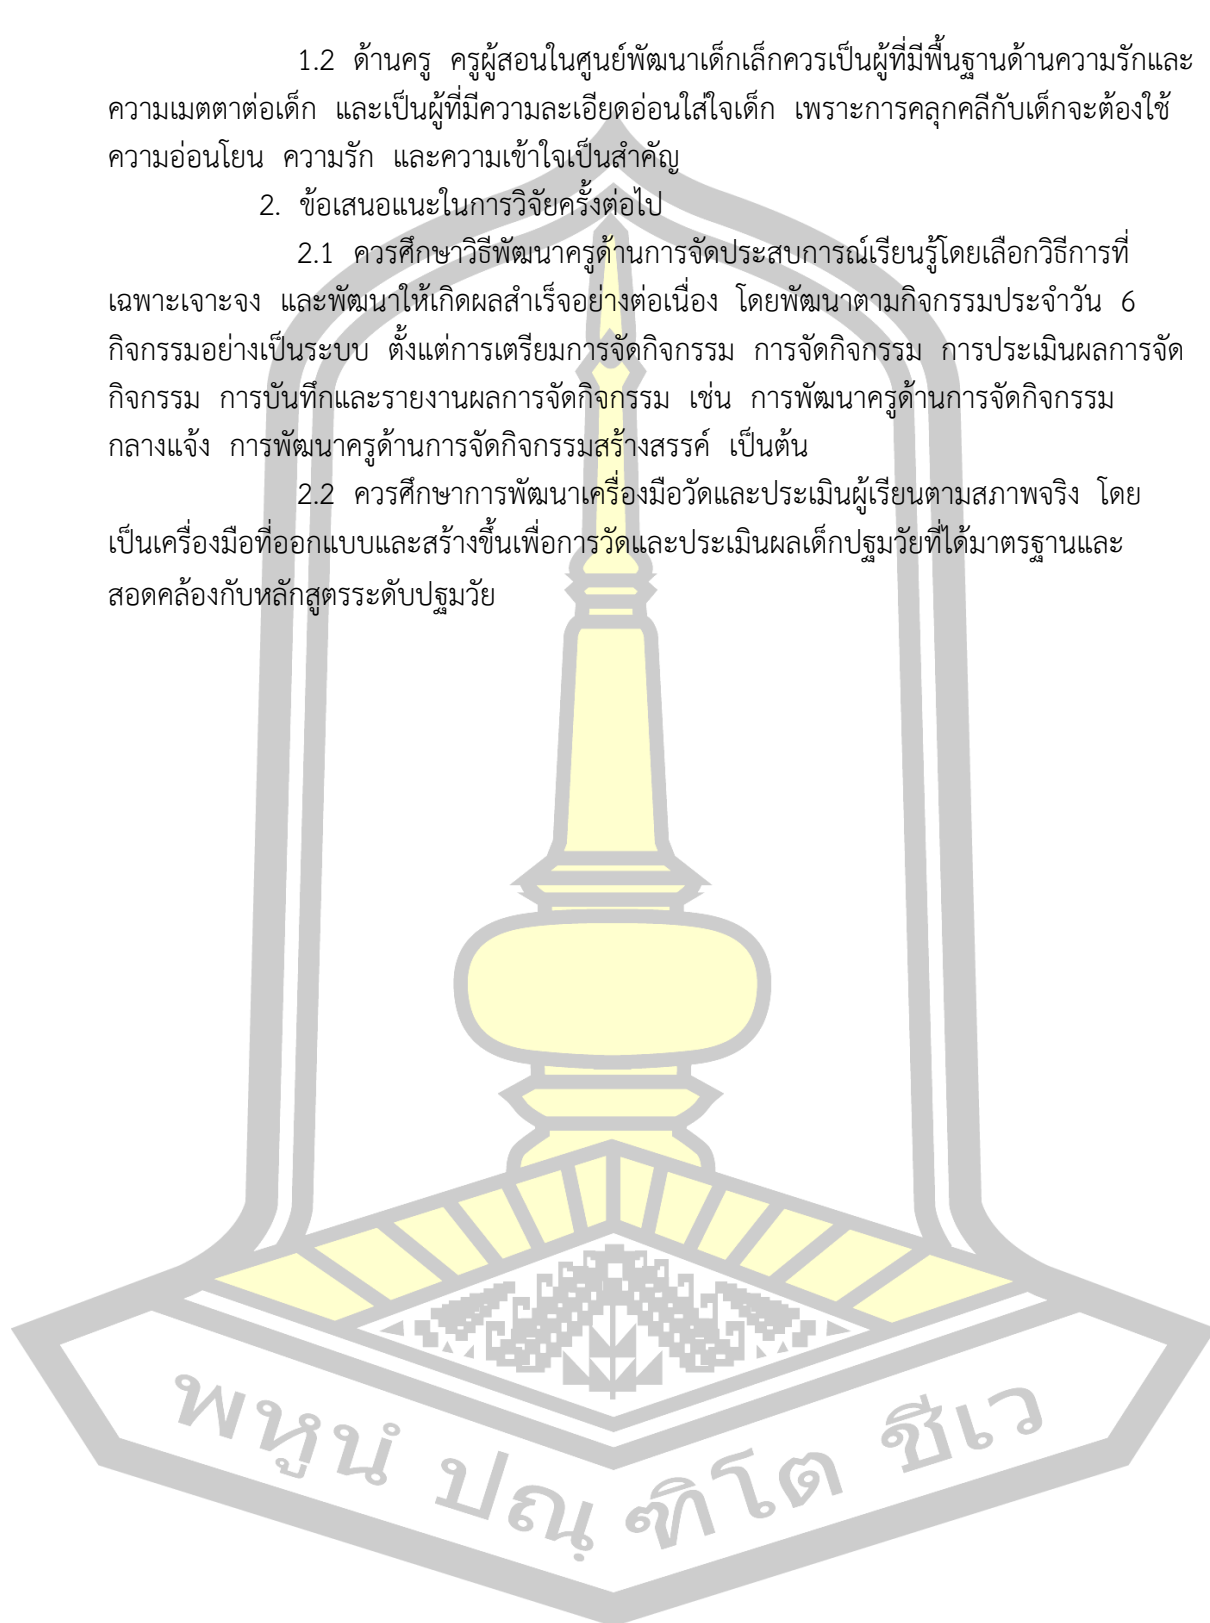 1.2 ด้านครู ครูผู้สอนในศูนย์พัฒนาเด็กเล็กควรเป็นผู้ที่มีพื้นฐานด้านความรักและ
ความเมตตาต่อเด็ก และเป็นผู้ที่มีความละเอียดอ่อนใส่ใจเด็ก เพราะการคลุกคลีกับเด็กจะต้องใช้
ความอ่อนโยน ความรัก และความเข้าใจเป็นสำคัญ
2. ข้อเสนอแนะในการวิจัยครั้งต่อไป
2.1 ควรศึกษาวิธีพัฒนาครูด้านการจัดประสบการณ์เรียนรู้โดยเลือกวิธีการที่
เฉพาะเจาะจง และพัฒนาให้เกิดผลสำเร็จอย่างต่อเนื่อง โดยพัฒนาตามกิจกรรมประจำวัน 6
กิจกรรมอย่างเป็นระบบ ตั้งแต่การเตรียมการจัดกิจกรรม การจัดกิจกรรม การประเมินผลการจัด
กิจกรรม การบันทึกและรายงานผลการจัดกิจกรรม เช่น การพัฒนาครูด้านการจัดกิจกรรม
กลางแจ้ง การพัฒนาครูด้านการจัดกิจกรรมสร้างสรรค์ เป็นต้น
2.2 ควรศึกษาการพัฒนาเครื่องมือวัดและประเมินผู้เรียนตามสภาพจริง โดย
เป็นเครื่องมือที่ออกแบบและสร้างขึ้นเพื่อการวัดและประเมินผลเด็กปฐมวัยที่ได้มาตรฐานและ
สอดคล้องกับหลักสูตรระดับปฐมวัย
พหูนํ ปณฺ ฑิโต ชีเว